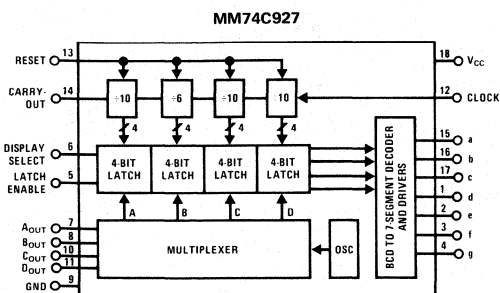 MM74C927
RESET 13
18 VCC
CARRY-OUT 14
÷10 ÷6 ÷10 ÷10
12 CLOCK
4 4 4 4
DISPLAY SELECT 6
LATCH ENABLE 5
4-BIT LATCH 4-BIT LATCH 4-BIT LATCH 4-BIT LATCH
BCD TO 7-SEGMENT DECODER AND DRIVERS
15 a
16 b
17 c
1 d
2 e
3 f
4 g
A B C D
AOUT 7
BOUT 8
COUT 10
DOUT 11
GND 9
MULTIPLEXER
OSC